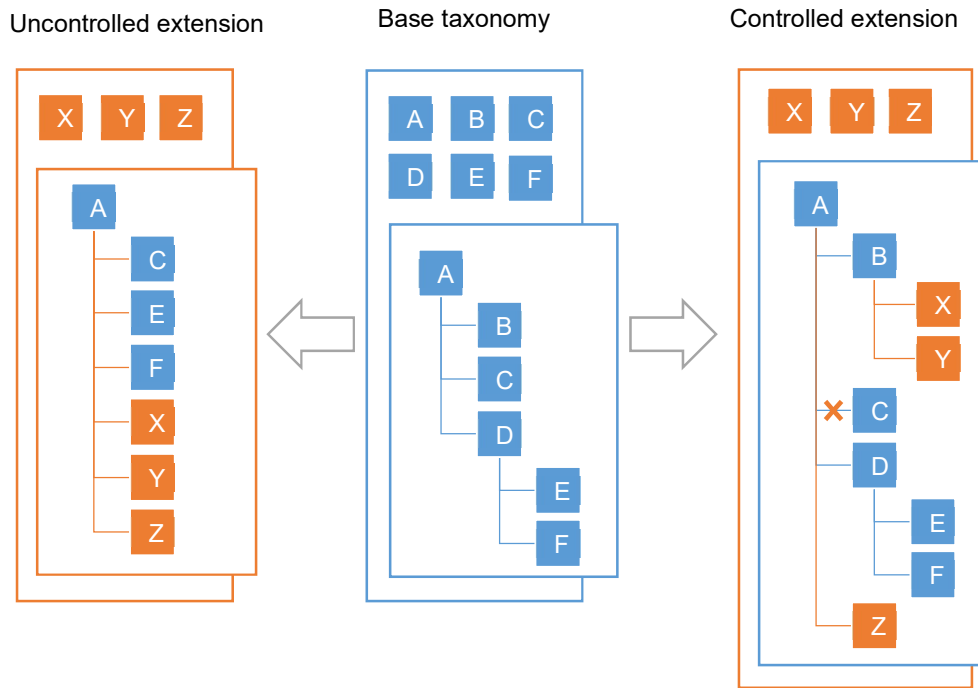 Uncontrolled extension
Base taxonomy
Controlled extension
X Y Z
A
C
E
F
X
Y
Z
A B C
D E F
A
B
C
D
E
F
X Y Z
A
B
X
Y
C
D
E
F
Z